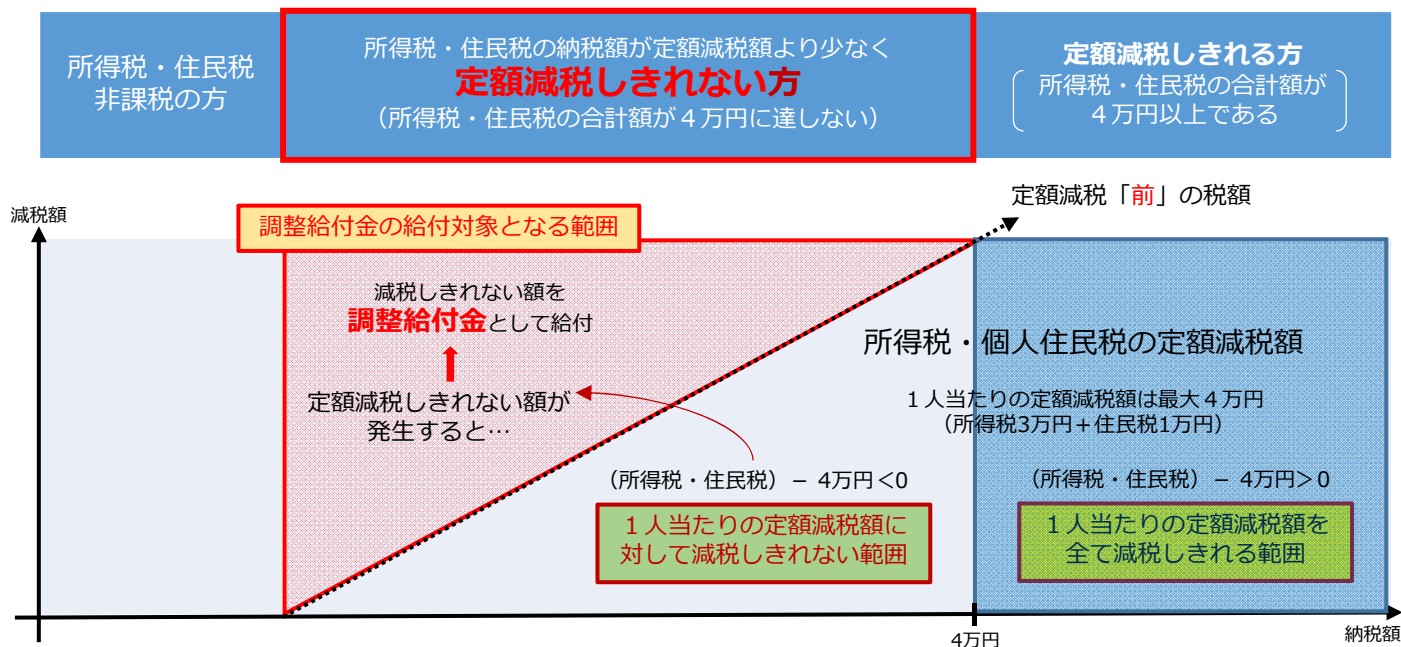 所得税・住民税
非課税の方
所得税・住民税の納税額が定額減税額より少なく
定額減税しきれない方
（所得税・住民税の合計額が４万円に達しない）
定額減税しきれる方
所得税・住民税の合計額が
４万円以上である
定額減税「前」の税額
減税額
調整給付金の給付対象となる範囲
減税しきれない額を
調整給付金として給付
定額減税しきれない額が
発生すると…
所得税・個人住民税の定額減税額
１人当たりの定額減税額は最大４万円
（所得税3万円＋住民税1万円）
（所得税・住民税）－ 4万円＜0
１人当たりの定額減税額に
対して減税しきれない範囲
（所得税・住民税）－ 4万円＞0
１人当たりの定額減税額を
全て減税しきれる範囲
4万円
納税額